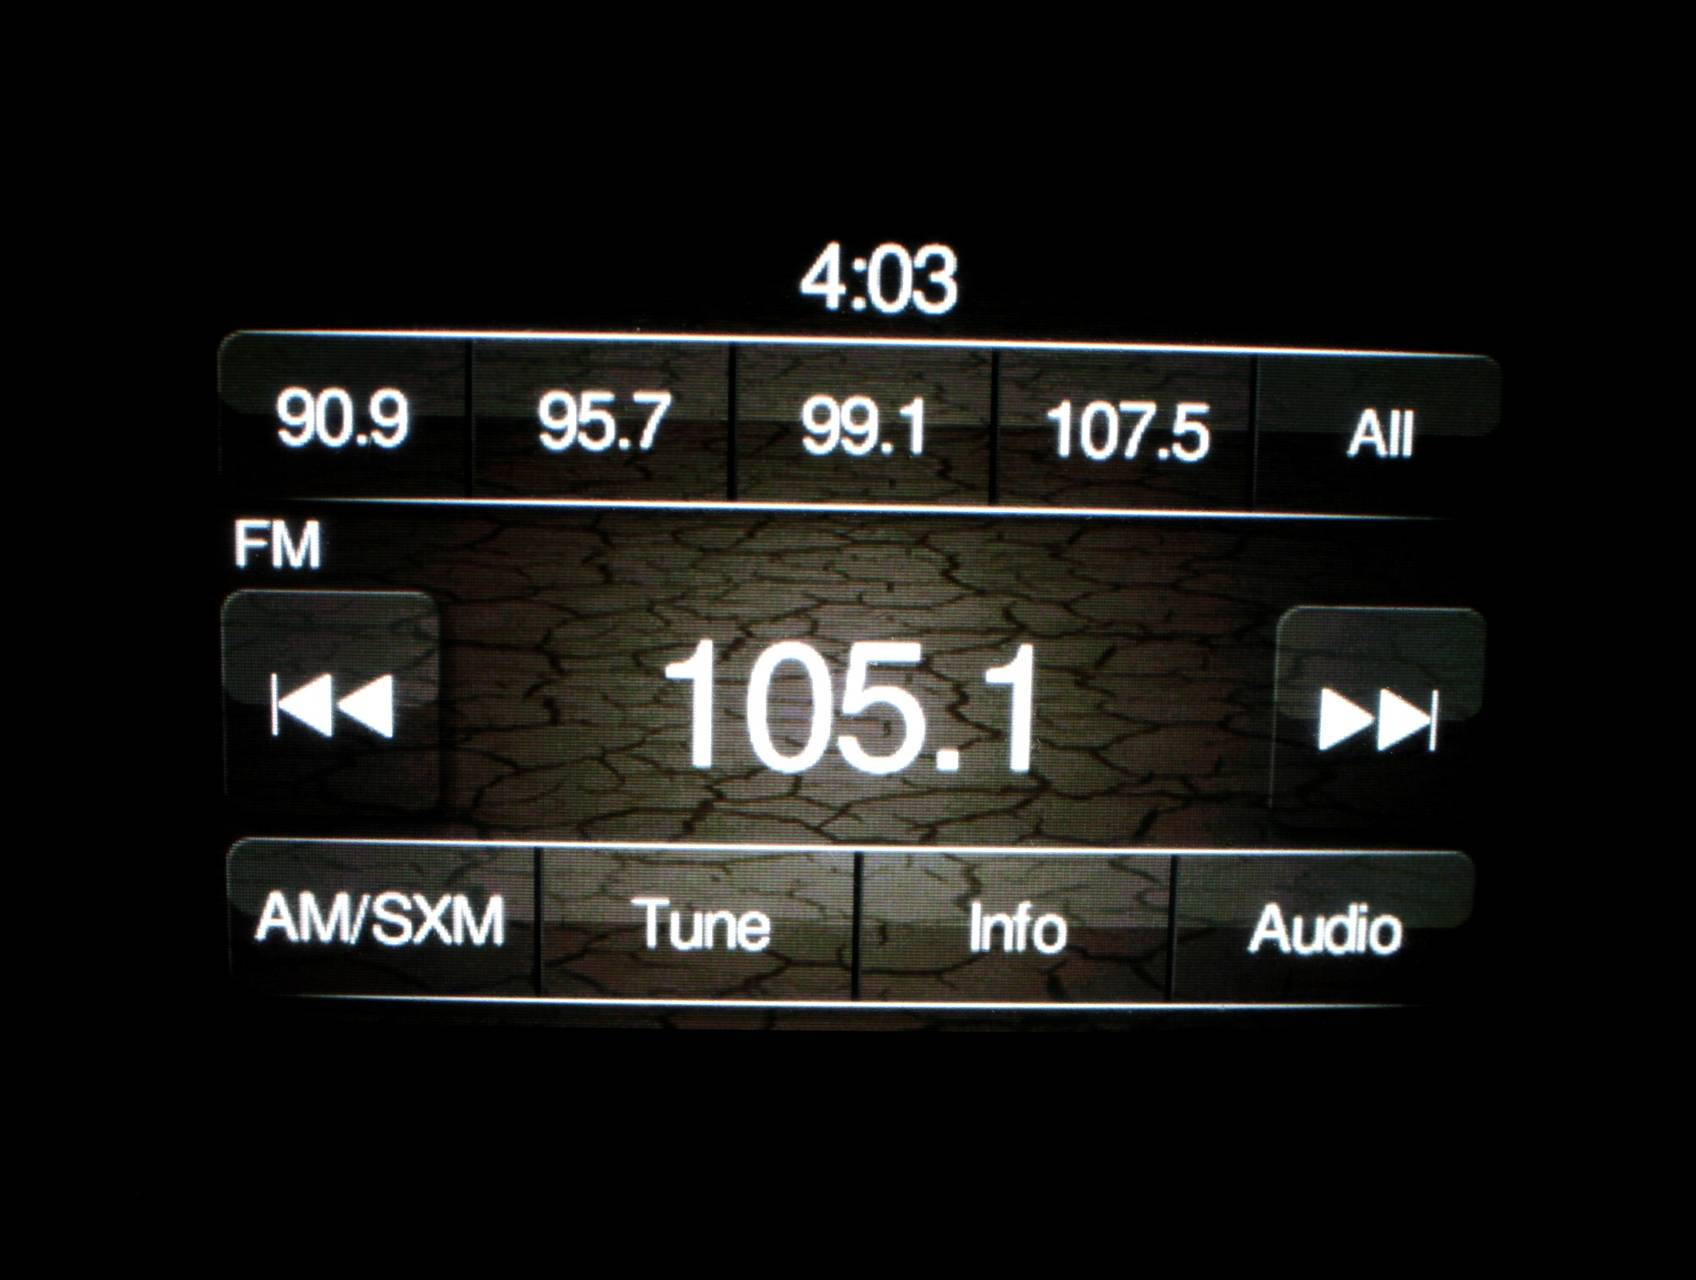 4:03
90.9 95.7 99.1 107.5 All
FM
105.1
AM/SXM Tune Info Audio